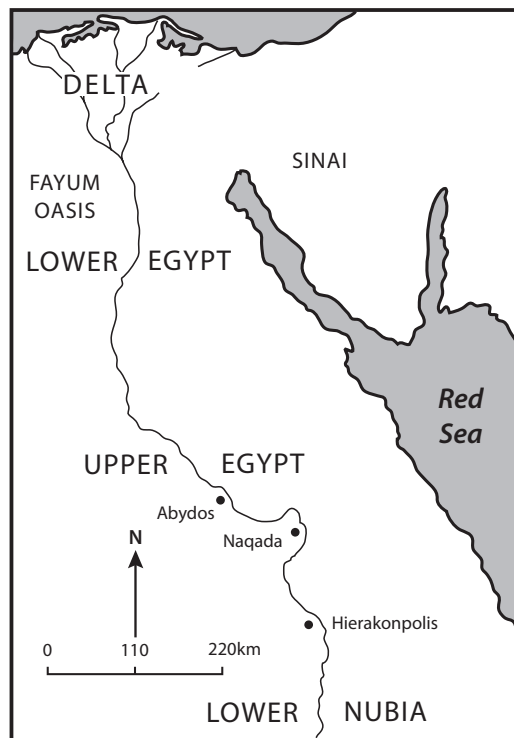 DELTA
SINAI
FAYUM
OASIS
LOWER EGYPT
Red
Sea
UPPER EGYPT
Abydos
Naqada
N
Hierakonpolis
0 110 220km
LOWER NUBIA